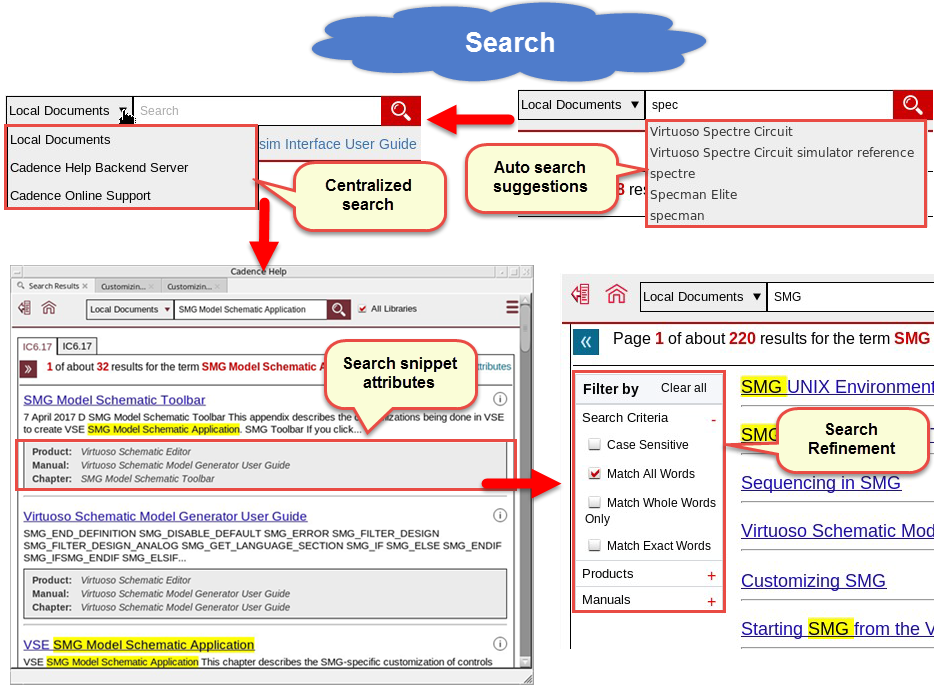 Search
Local Documents ▼ Search
Local Documents
Cadence Help Backend Server
Cadence Online Support
sim Interface User Guide
Centralized
search
Local Documents ▼ spec
Virtuoso Spectre Circuit
Virtuoso Spectre Circuit simulator reference
spectre
Specman Elite
specman
Auto search
suggestions
8 res
Cadence Help
Search Results × Customizin... × Customizin... ×
Local Documents ▼ SMG Model Schematic Application All Libraries
IC6.17 IC6.17
» 1 of about 32 results for the term SMG Model Schematic A
ributes
Search snippet
attributes
SMG Model Schematic Toolbar
7 April 2017 D SMG Model Schematic Toolbar This appendix describes the c
izations being done in VSE
to create VSE SMG Model Schematic Application. SMG Toolbar If you click...
Product: Virtuoso Schematic Editor
Manual: Virtuoso Schematic Model Generator User Guide
Chapter: SMG Model Schematic Toolbar
Virtuoso Schematic Model Generator User Guide
SMG_END_DEFINITION SMG_DISABLE_DEFAULT SMG_ERROR SMG_FILTER_DESIGN
SMG_FILTER_DESIGN_ANALOG SMG_GET_LANGUAGE_SECTION SMG_IF SMG_ELSE SMG_ENDIF
SMG_IFSMG_ENDIF SMG_ELSIF...
Product: Virtuoso Schematic Editor
Manual: Virtuoso Schematic Model Generator User Guide
Chapter: Virtuoso Schematic Model Generator User Guide
VSE SMG Model Schematic Application
VSE SMG Model Schematic Application This chapter describes the SMG-specific customization of controls
Local Documents ▼ SMG
« Page 1 of about 220 results for the term SMG
Filter by Clear all
Search Criteria -
Case Sensitive
Match All Words
Match Whole Words
Only
Match Exact Words
Products +
Manuals +
SMG UNIX Environment
SMG
Search
Refinement
Sequencing in SMG
Virtuoso Schematic Mod
Customizing SMG
Starting SMG from the V